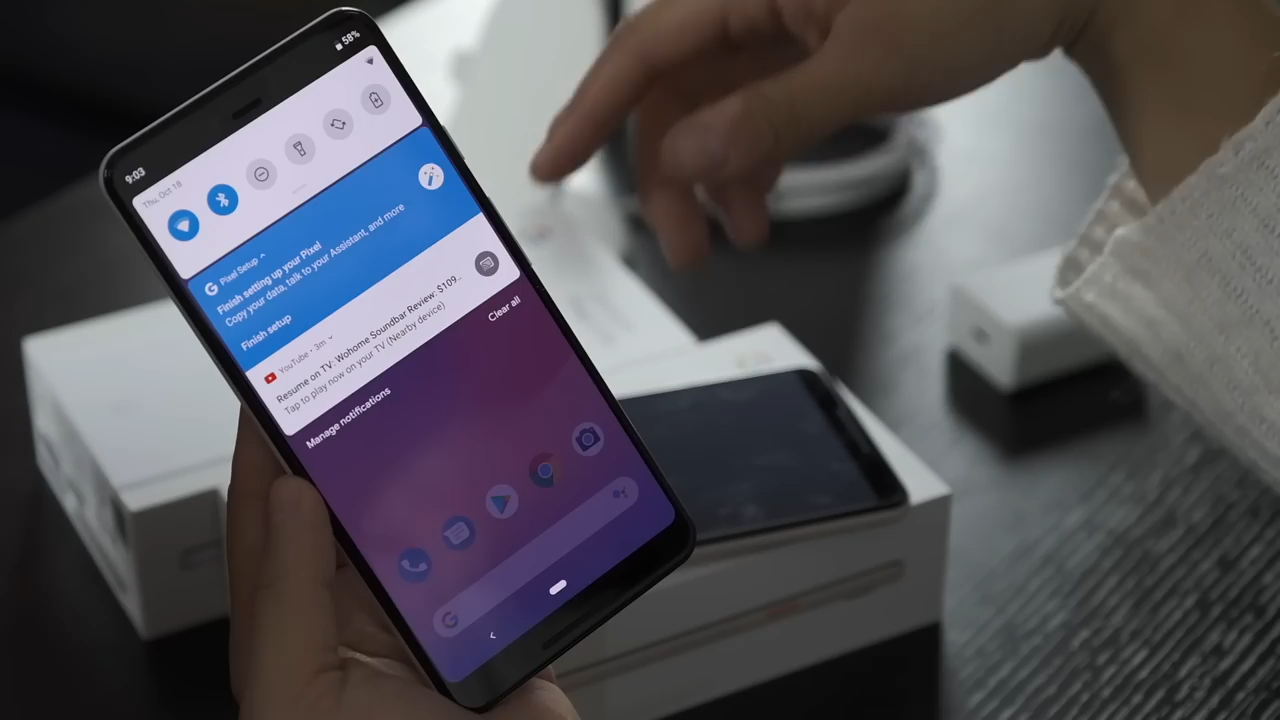 58%
9:03
Thu, Oct 18
Pixel Setup
Finish setting up your Pixel
Copy your data, talk to your Assistant, and more
Finish setup
YouTube • 3m
Resume on TV: Wohome Soundbar Review: $109...
Tap to play now on your TV (Nearby device)
Manage notifications
Clear all